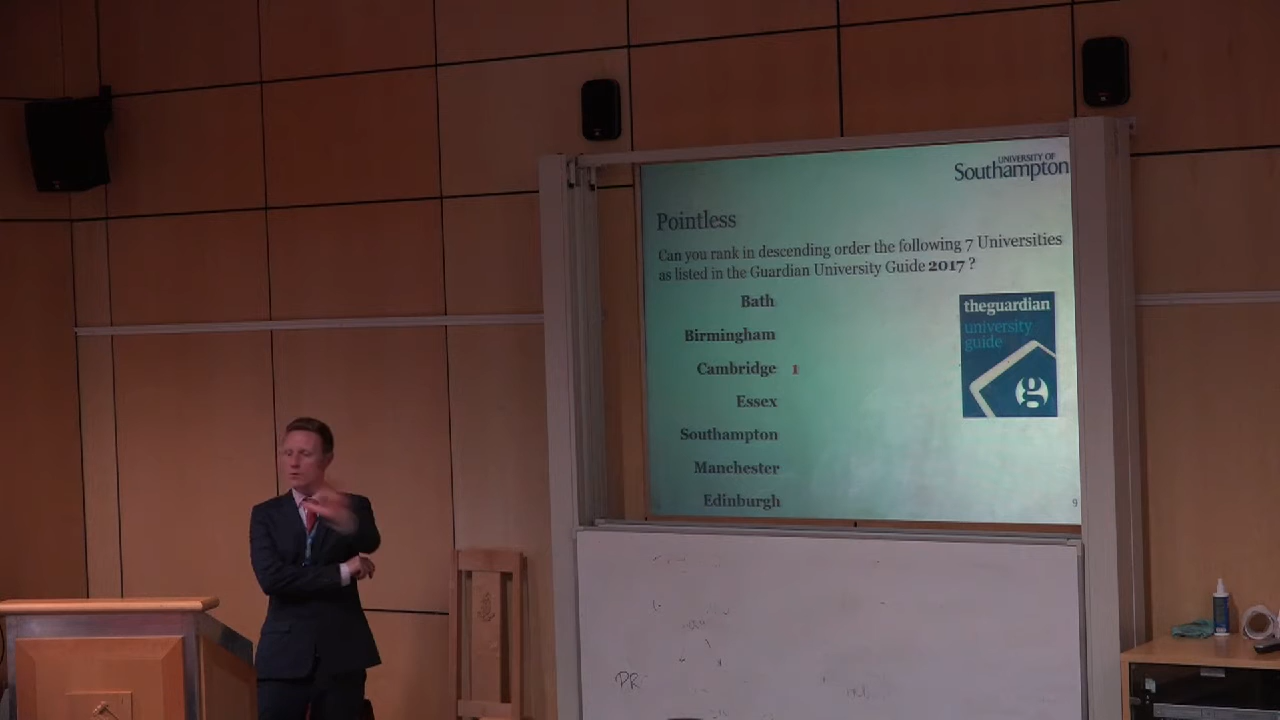 UNIVERSITY OF
Southampton
Pointless
Can you rank in descending order the following 7 Universities
as listed in the Guardian University Guide 2017 ?
Bath
Birmingham
Cambridge 1
Essex
Southampton
Manchester
Edinburgh
theguardian
university
guide
g
9
PR